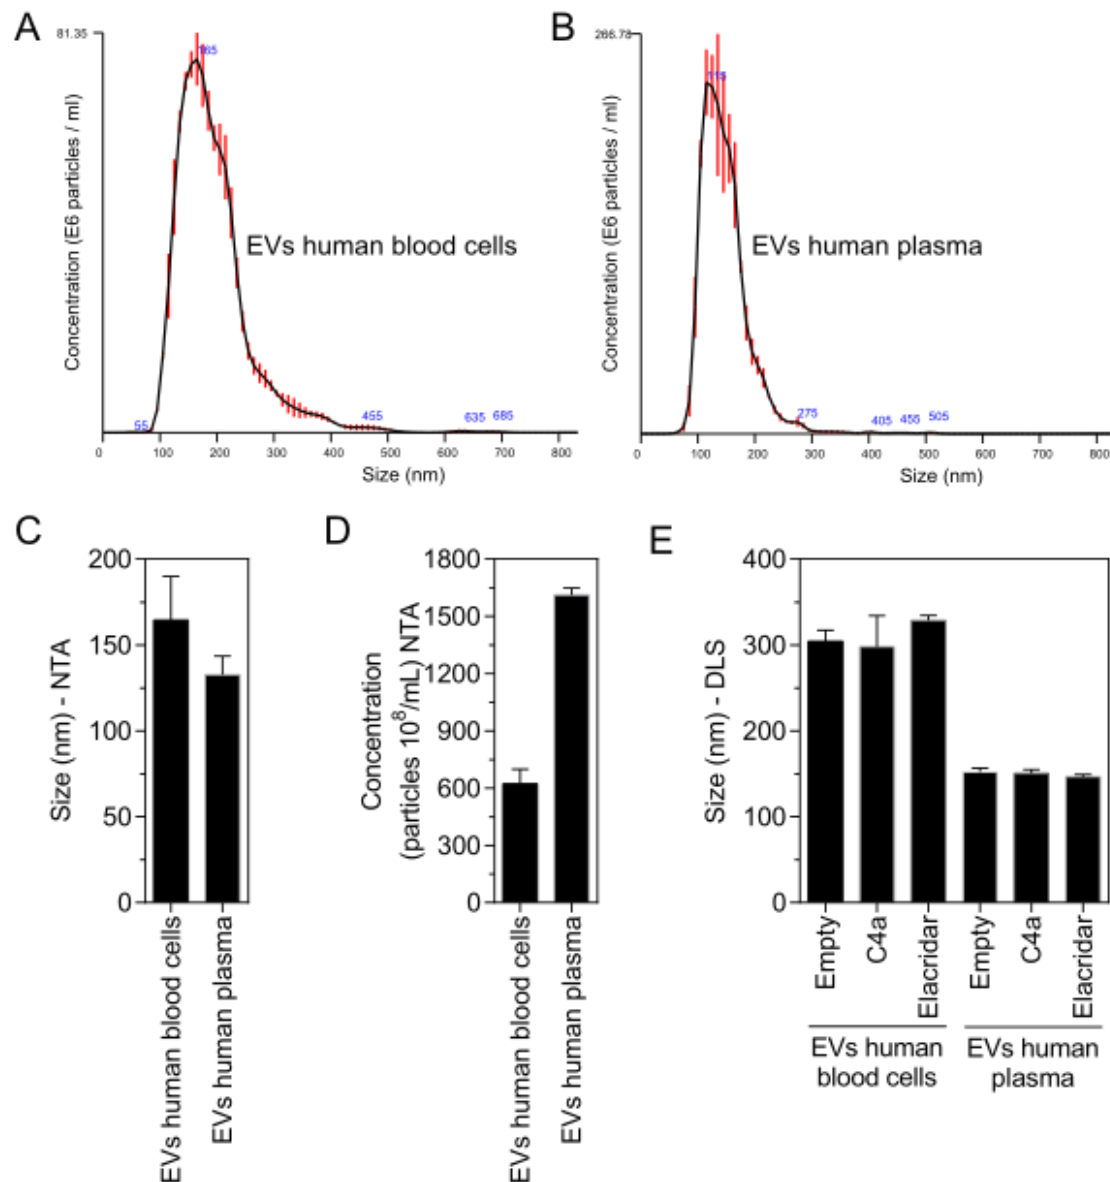 A
81.35
Concentration (E6 particles / ml)
165
EVs human blood cells
55
455
635
685
0
100
200
300
400
500
600
700
800
Size (nm)
B
266.78
Concentration (E6 particles / ml)
115
EVs human plasma
275
405
455
505
0
100
200
300
400
500
600
700
800
Size (nm)
C
Size (nm) - NTA
200
150
100
50
0
EVs human blood cells
EVs human plasma
D
Concentration
(particles 10⁸/mL) NTA
1800
1500
1200
900
600
300
0
EVs human blood cells
EVs human plasma
E
Size (nm) - DLS
400
300
200
100
0
Empty
C4a
Elacridar
Empty
C4a
Elacridar
EVs human
blood cells
EVs human
plasma